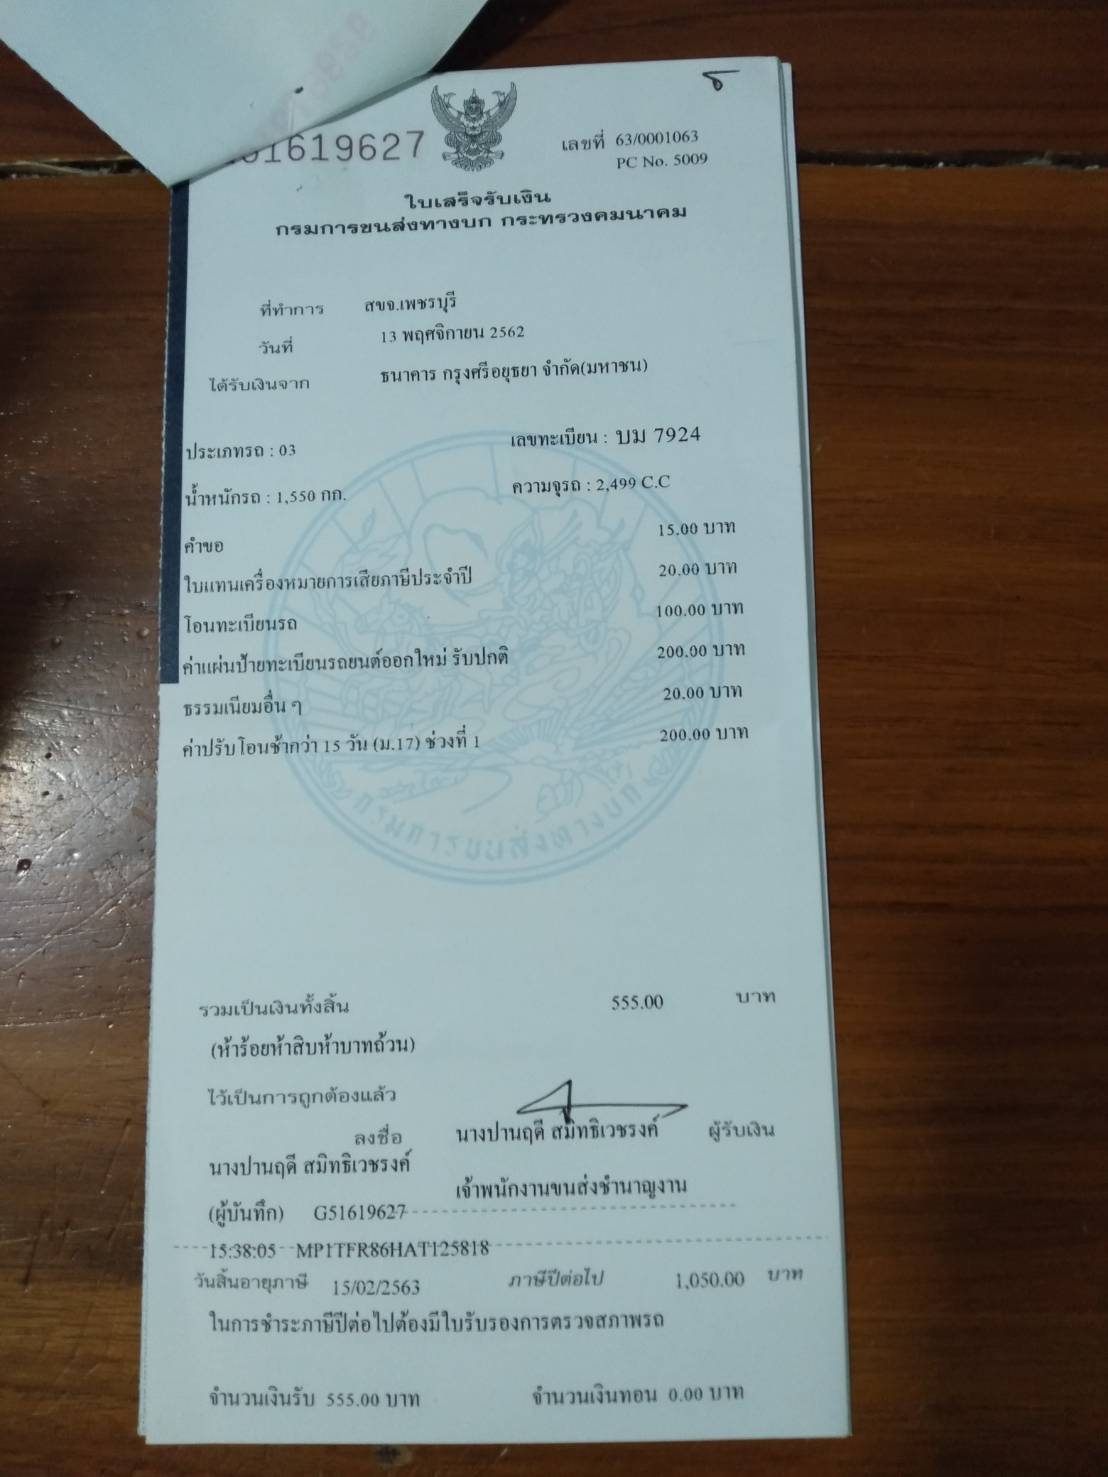 51619627
เลขที่ 63/0001063
PC No. 5009
ใบเสร็จรับเงิน
กรมการขนส่งทางบก กระทรวงคมนาคม
ที่ทำการ สขจ.เพชรบุรี
วันที่ 13 พฤศจิกายน 2562
ได้รับเงินจาก ธนาคาร กรุงศรีอยุธยา จำกัด(มหาชน)
ประเภทรถ : 03 เลขทะเบียน : บม 7924
น้ำหนักรถ : 1,550 กก. ความจุรถ : 2,499 C.C
คำขอ 15.00 บาท
ใบแทนเครื่องหมายการเสียภาษีประจำปี 20.00 บาท
โอนทะเบียนรถ 100.00 บาท
ค่าแผ่นป้ายทะเบียนรถยนต์ออกใหม่ รับปกติ 200.00 บาท
ธรรมเนียมอื่น ๆ 20.00 บาท
ค่าปรับโอนช้ากว่า 15 วัน (ม.17) ช่วงที่ 1 200.00 บาท
กรมการขนส่งทางบก
รวมเป็นเงินทั้งสิ้น 555.00 บาท
(ห้าร้อยห้าสิบห้าบาทถ้วน)
ไว้เป็นการถูกต้องแล้ว
ลงชื่อ นางปานฤดี สมิทธิเวชรงค์ ผู้รับเงิน
นางปานฤดี สมิทธิเวชรงค์
เจ้าพนักงานขนส่งชำนาญงาน
(ผู้บันทึก) G51619627
15:38:05 MP1TFR86HAT125818
วันสิ้นอายุภาษี 15/02/2563 ภาษีปีต่อไป 1,050.00 บาท
ในการชำระภาษีปีต่อไปต้องมีใบรับรองการตรวจสภาพรถ
จำนวนเงินรับ 555.00 บาท จำนวนเงินทอน 0.00 บาท